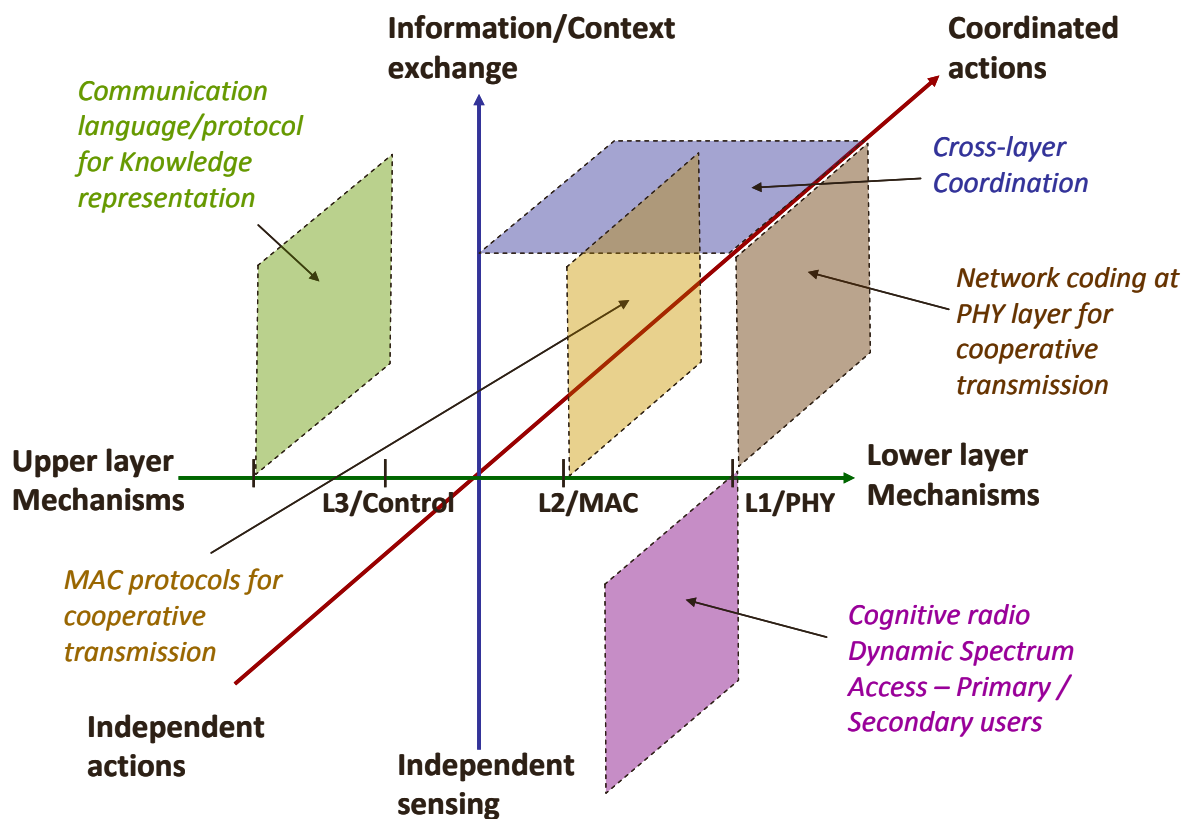 Information/Context
exchange
Coordinated
actions
Communication
language/protocol
for Knowledge
representation
Cross-layer
Coordination
Network coding at
PHY layer for
cooperative
transmission
Upper layer
Mechanisms
Lower layer
Mechanisms
L3/Control
L2/MAC
L1/PHY
MAC protocols for
cooperative
transmission
Cognitive radio
Dynamic Spectrum
Access – Primary /
Secondary users
Independent
actions
Independent
sensing